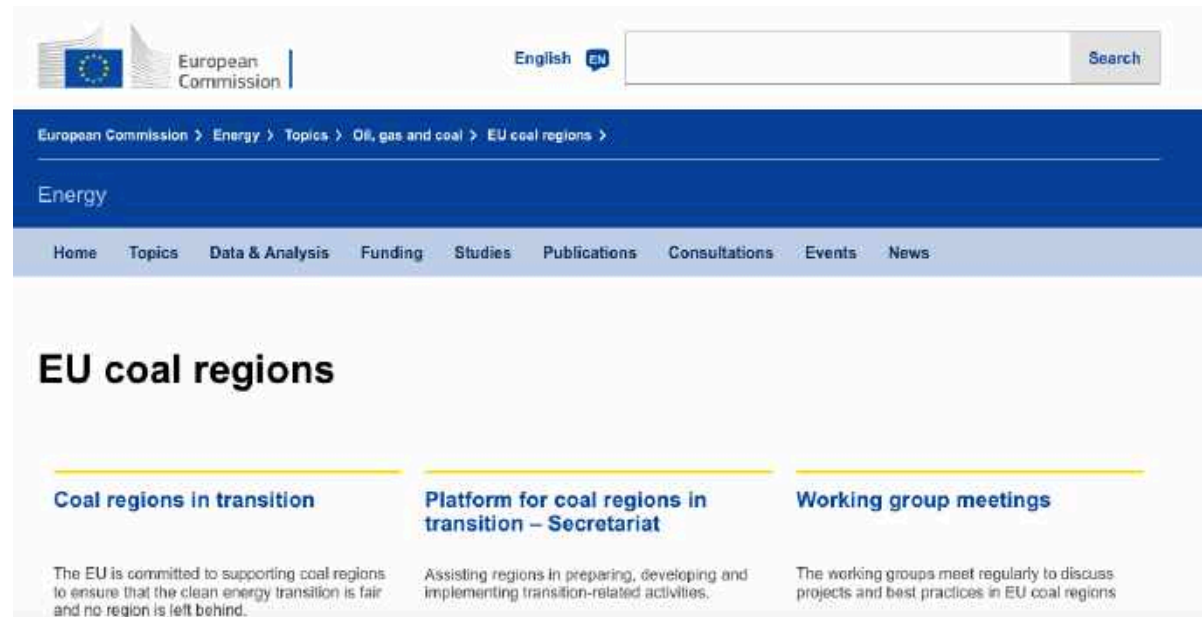 European
Commission
English EN
Search
European Commission > Energy > Topics > Oil, gas and coal > EU coal regions >
Energy
Home Topics Data & Analysis Funding Studies Publications Consultations Events News
EU coal regions
Coal regions in transition
The EU is committed to supporting coal regions
to ensure that the clean energy transition is fair
and no region is left behind.
Platform for coal regions in
transition – Secretariat
Assisting regions in preparing, developing and
implementing transition-related activities.
Working group meetings
The working groups meet regularly to discuss
projects and best practices in EU coal regions